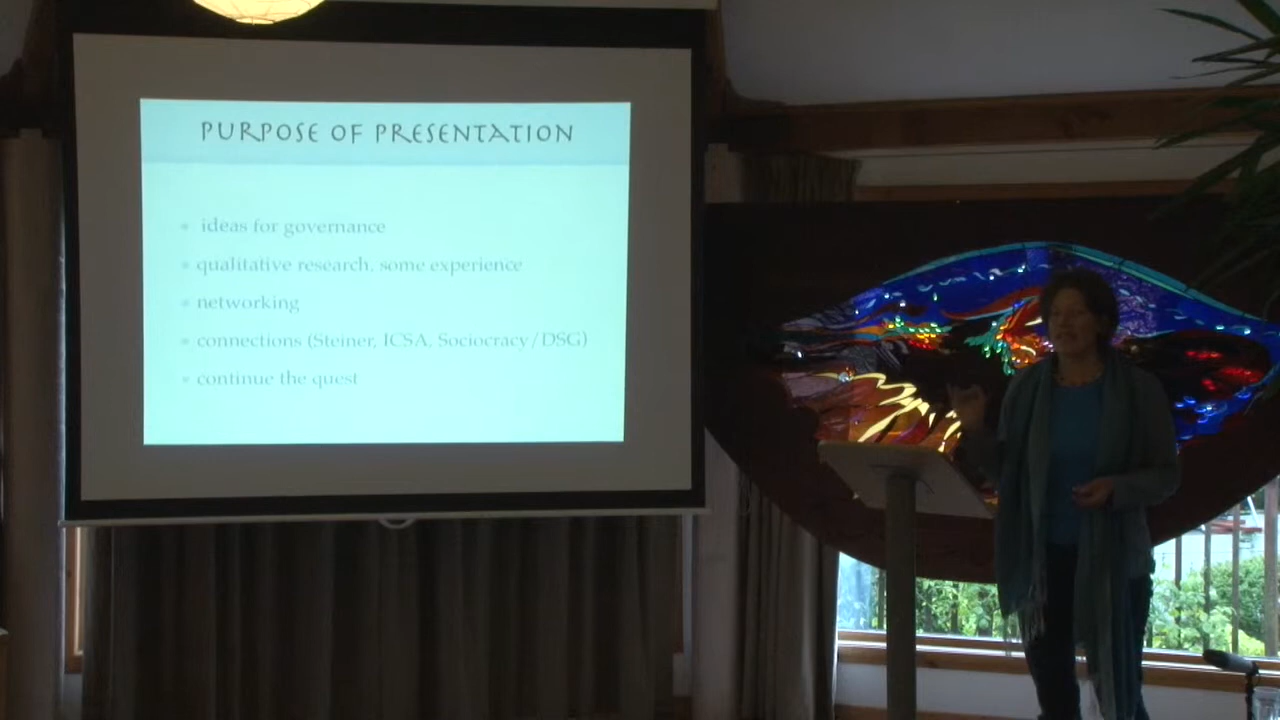 PURPOSE OF PRESENTATION
ideas for governance
qualitative research, some experience
networking
connections (Steiner, ICSA, Sociocracy/DSG)
continue the quest